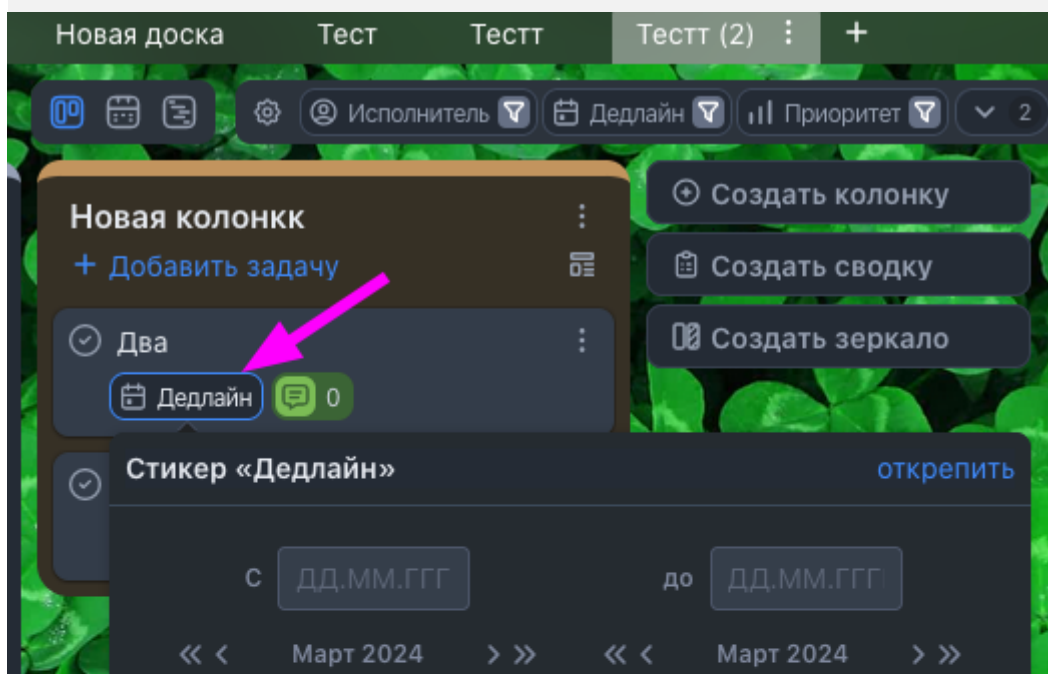 Новая доска Тест Тестт Тестт (2)
Исполнитель Дедлайн Приоритет 2
Новая колонкк
+ Добавить задачу
Создать колонку
Создать сводку
Создать зеркало
Два
Дедлайн 0
Стикер «Дедлайн» открепить
с ДД.ММ.ГГГ до ДД.ММ.ГГГ
« ‹ Март 2024 › » « ‹ Март 2024 › »